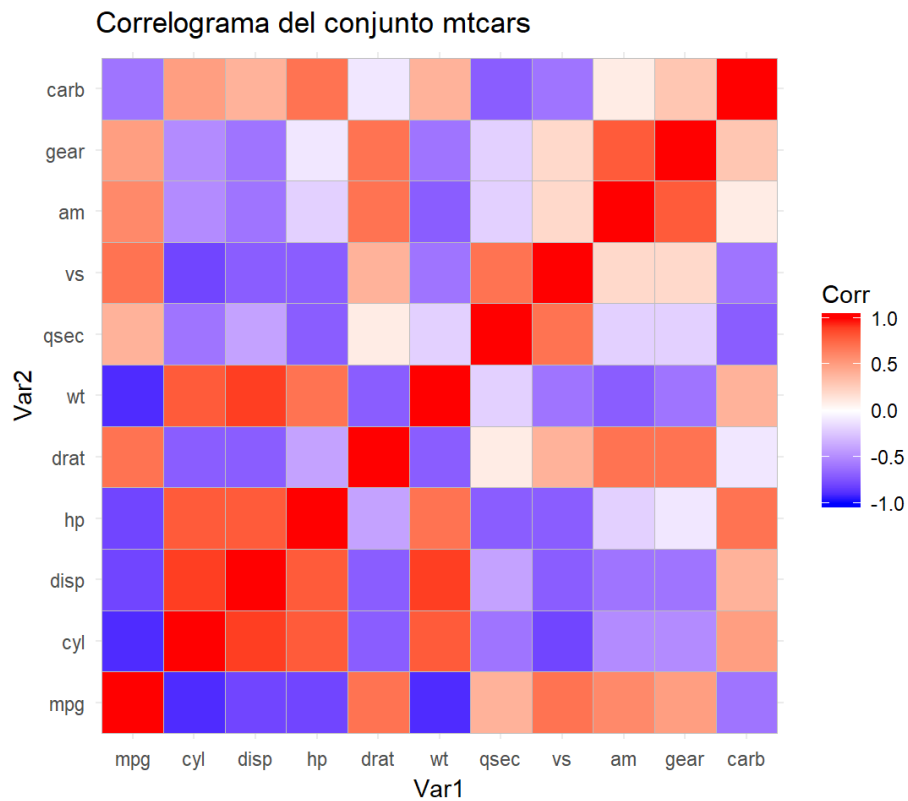 Correlograma del conjunto mtcars
carb
gear
am
vs
qsec
wt
drat
hp
disp
cyl
mpg
Var2
mpg cyl disp hp drat wt qsec vs am gear carb
Var1
Corr
1.0
0.5
0.0
-0.5
-1.0